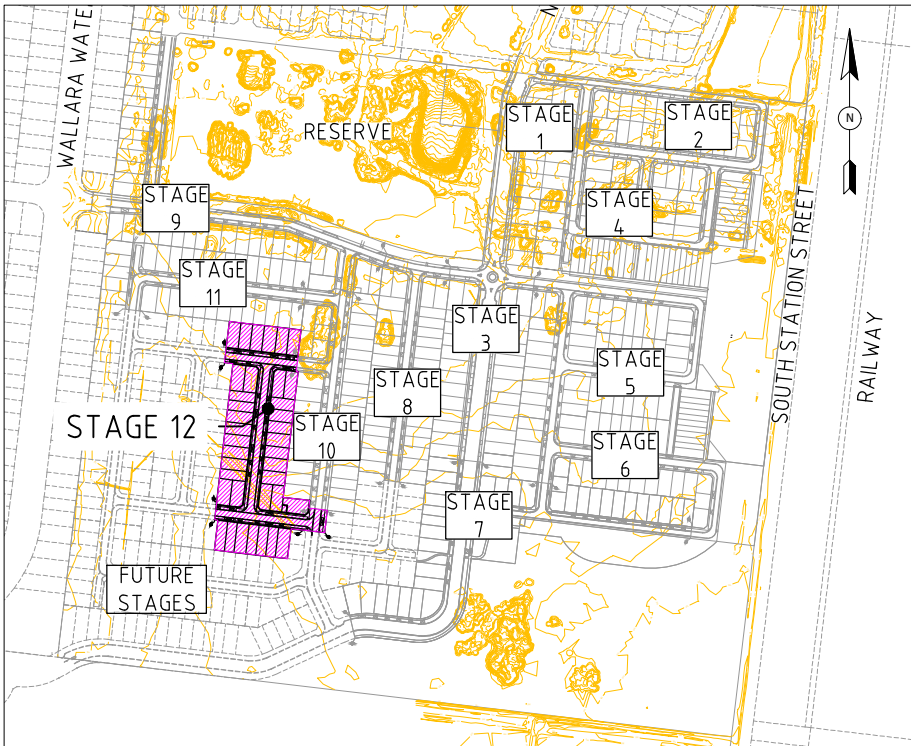 WALLARA WATE
N
RESERVE
STAGE
1
STAGE
2
N
STAGE
9
STAGE
4
STAGE
11
STAGE
3
SOUTH STATION STREET
RAILWAY
STAGE
5
STAGE
8
STAGE 12
STAGE
10
STAGE
6
STAGE
7
FUTURE
STAGES